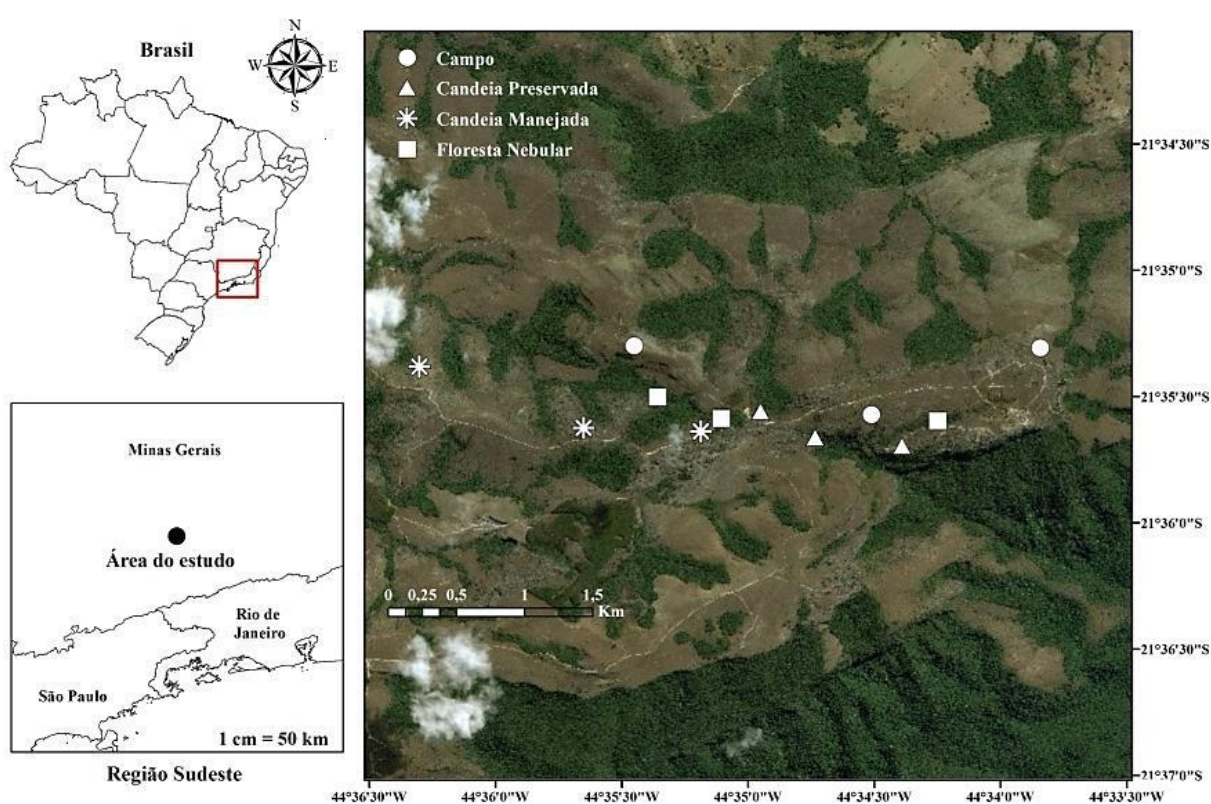 Brasil
N
W
E
S
Minas Gerais
Área do estudo
Rio de
Janeiro
São Paulo
1 cm = 50 km
Região Sudeste
Campo
Candeia Preservada
Candeia Manejada
Floresta Nebular
0 0,25 0,5 1 1,5
Km
21°34'30"S
21°35'0"S
21°35'30"S
21°36'0"S
21°36'30"S
21°37'0"S
44°36'30"W 44°36'0"W 44°35'30"W 44°35'0"W 44°34'30"W 44°34'0"W 44°33'30"W